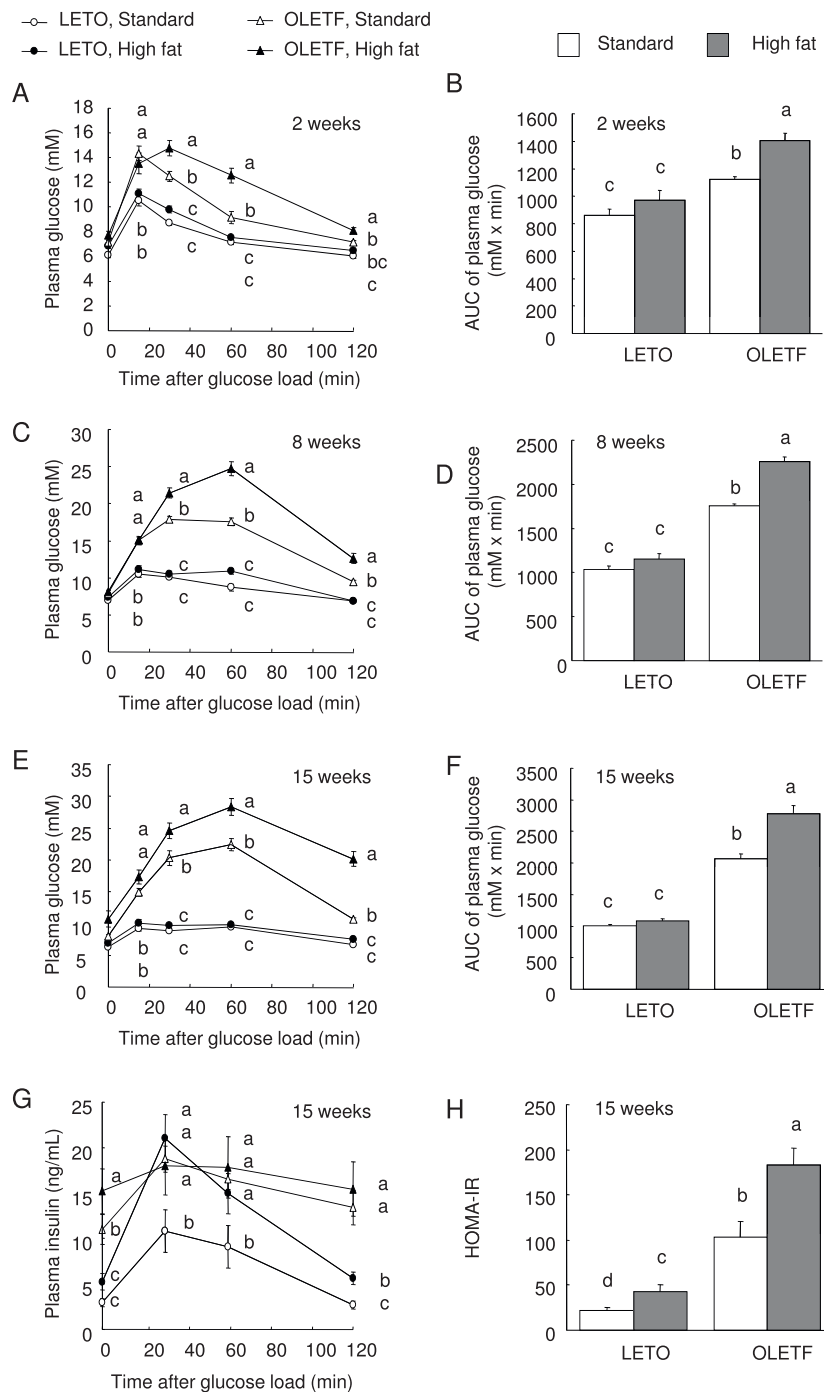 LETO, Standard
OLETF, Standard
LETO, High fat
OLETF, High fat
Standard
High fat
A
2 weeks
Plasma glucose (mM)
18
16
14
12
10
8
6
4
2
0
a
a
a
a
b
b
c
b
c
b
c
c
a
b
bc
c
0 20 40 60 80 100 120
Time after glucose load (min)
B
2 weeks
AUC of plasma glucose
(mM x min)
1600
1400
1200
1000
800
600
400
200
0
c
c
b
a
LETO
OLETF
C
8 weeks
Plasma glucose (mM)
30
25
20
15
10
5
0
a
a
a
a
b
b
c
c
b
b
c
c
a
b
c
c
0 20 40 60 80 100 120
Time after glucose load (min)
D
8 weeks
AUC of plasma glucose
(mM x min)
2500
2000
1500
1000
500
0
c
c
b
a
LETO
OLETF
E
15 weeks
Plasma glucose (mM)
35
30
25
20
15
10
5
0
a
a
a
a
b
b
c
c
b
b
c
c
a
b
c
c
0 20 40 60 80 100 120
Time after glucose load (min)
F
15 weeks
AUC of plasma glucose
(mM x min)
3500
3000
2500
2000
1500
1000
500
0
c
c
b
a
LETO
OLETF
G
15 weeks
Plasma insulin (ng/mL)
25
20
15
10
5
0
a
b
c
c
a
a
a
b
a
a
a
b
a
a
b
c
0 20 40 60 80 100 120
Time after glucose load (min)
H
15 weeks
HOMA-IR
250
200
150
100
50
0
d
c
b
a
LETO
OLETF